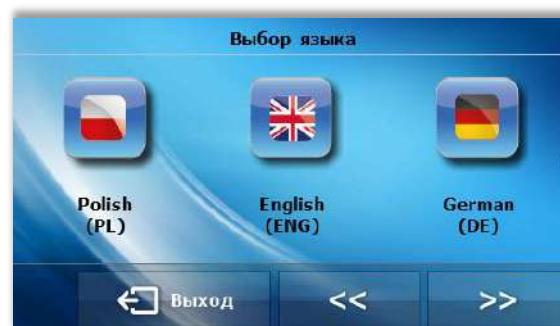 Выбор языка
Polish
(PL)
English
(ENG)
German
(DE)
Выход
<<
>>